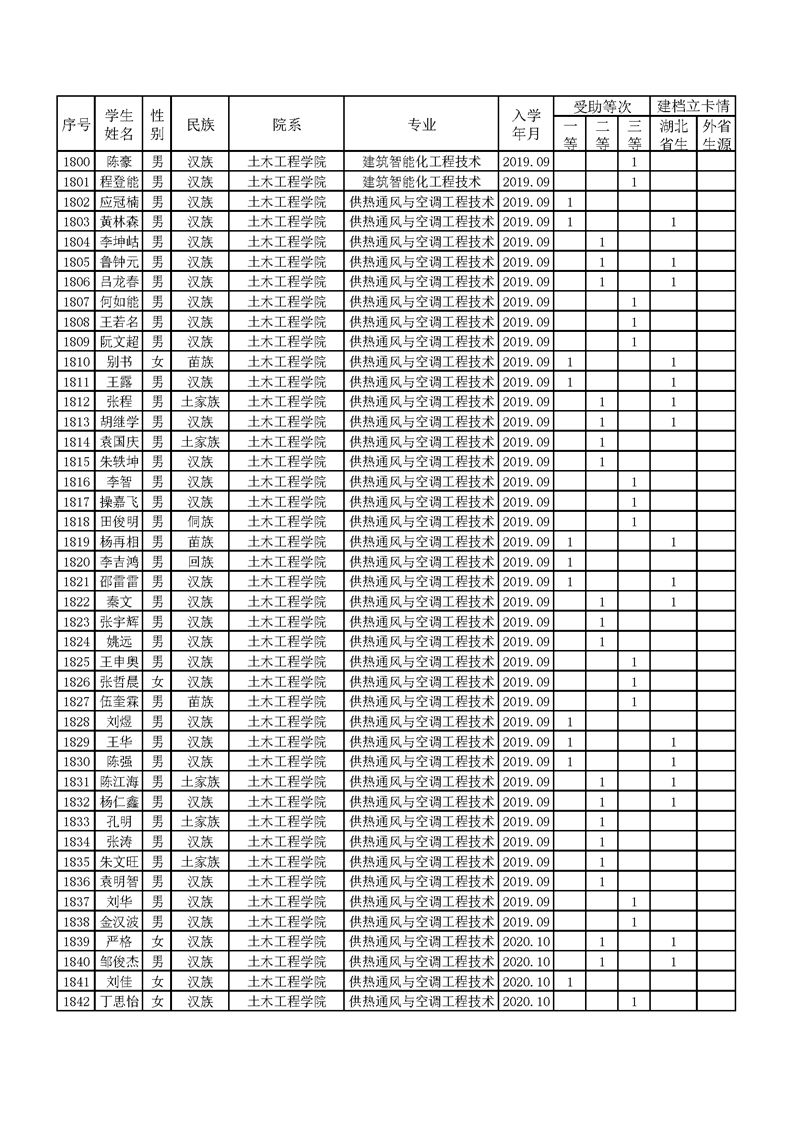 序号 学生姓名 性别 民族 院系 专业 入学年月 受助等次 建档立卡情
一等 二等 三等 湖北省生 外省生源
1800 陈豪 男 汉族 土木工程学院 建筑智能化工程技术 2019.09 1
1801 程登能 男 汉族 土木工程学院 建筑智能化工程技术 2019.09 1
1802 应冠楠 男 汉族 土木工程学院 供热通风与空调工程技术 2019.09 1
1803 黄林森 男 汉族 土木工程学院 供热通风与空调工程技术 2019.09 1 1
1804 李坤岵 男 汉族 土木工程学院 供热通风与空调工程技术 2019.09 1
1805 鲁钟元 男 汉族 土木工程学院 供热通风与空调工程技术 2019.09 1 1
1806 吕龙春 男 汉族 土木工程学院 供热通风与空调工程技术 2019.09 1 1
1807 何如能 男 汉族 土木工程学院 供热通风与空调工程技术 2019.09 1
1808 王若名 男 汉族 土木工程学院 供热通风与空调工程技术 2019.09 1
1809 阮文超 男 汉族 土木工程学院 供热通风与空调工程技术 2019.09 1
1810 别书 女 苗族 土木工程学院 供热通风与空调工程技术 2019.09 1 1
1811 王露 男 汉族 土木工程学院 供热通风与空调工程技术 2019.09 1 1
1812 张程 男 土家族 土木工程学院 供热通风与空调工程技术 2019.09 1 1
1813 胡继学 男 汉族 土木工程学院 供热通风与空调工程技术 2019.09 1 1
1814 袁国庆 男 土家族 土木工程学院 供热通风与空调工程技术 2019.09 1
1815 朱轶坤 男 汉族 土木工程学院 供热通风与空调工程技术 2019.09 1
1816 李智 男 汉族 土木工程学院 供热通风与空调工程技术 2019.09 1
1817 操嘉飞 男 汉族 土木工程学院 供热通风与空调工程技术 2019.09 1
1818 田俊明 男 侗族 土木工程学院 供热通风与空调工程技术 2019.09 1
1819 杨再相 男 苗族 土木工程学院 供热通风与空调工程技术 2019.09 1 1
1820 李吉鸿 男 回族 土木工程学院 供热通风与空调工程技术 2019.09 1
1821 邵雷雷 男 汉族 土木工程学院 供热通风与空调工程技术 2019.09 1 1
1822 秦文 男 汉族 土木工程学院 供热通风与空调工程技术 2019.09 1 1
1823 张宇辉 男 汉族 土木工程学院 供热通风与空调工程技术 2019.09 1
1824 姚远 男 汉族 土木工程学院 供热通风与空调工程技术 2019.09 1
1825 王申奥 男 汉族 土木工程学院 供热通风与空调工程技术 2019.09 1
1826 张哲晨 女 汉族 土木工程学院 供热通风与空调工程技术 2019.09 1
1827 伍奎霖 男 苗族 土木工程学院 供热通风与空调工程技术 2019.09 1
1828 刘煜 男 汉族 土木工程学院 供热通风与空调工程技术 2019.09 1
1829 王华 男 汉族 土木工程学院 供热通风与空调工程技术 2019.09 1 1
1830 陈强 男 汉族 土木工程学院 供热通风与空调工程技术 2019.09 1 1
1831 陈江海 男 土家族 土木工程学院 供热通风与空调工程技术 2019.09 1 1
1832 杨仁鑫 男 汉族 土木工程学院 供热通风与空调工程技术 2019.09 1 1
1833 孔明 男 土家族 土木工程学院 供热通风与空调工程技术 2019.09 1
1834 张涛 男 汉族 土木工程学院 供热通风与空调工程技术 2019.09 1
1835 朱文旺 男 土家族 土木工程学院 供热通风与空调工程技术 2019.09 1
1836 袁明智 男 汉族 土木工程学院 供热通风与空调工程技术 2019.09 1
1837 刘华 男 汉族 土木工程学院 供热通风与空调工程技术 2019.09 1
1838 金汉波 男 汉族 土木工程学院 供热通风与空调工程技术 2019.09 1
1839 严格 女 汉族 土木工程学院 供热通风与空调工程技术 2020.10 1 1
1840 邹俊杰 男 汉族 土木工程学院 供热通风与空调工程技术 2020.10 1 1
1841 刘佳 女 汉族 土木工程学院 供热通风与空调工程技术 2020.10 1
1842 丁思怡 女 汉族 土木工程学院 供热通风与空调工程技术 2020.10 1